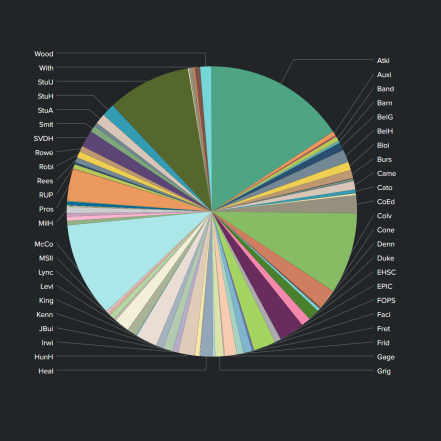 Wood
With
StuU
StuH
StuA
Smit
SVDH
Rowe
Robi
Rees
RUP
Pros
MilH
McCo
MSII
Lync
Levi
King
Kenn
JBui
Irwi
HunH
Heal
Atki
Auxi
Band
Barn
BelG
BelH
Bloi
Burs
Came
Cato
CoEd
Colv
Cone
Denn
Duke
EHSC
EPIC
FOPS
Faci
Fret
Frid
Gage
Grig